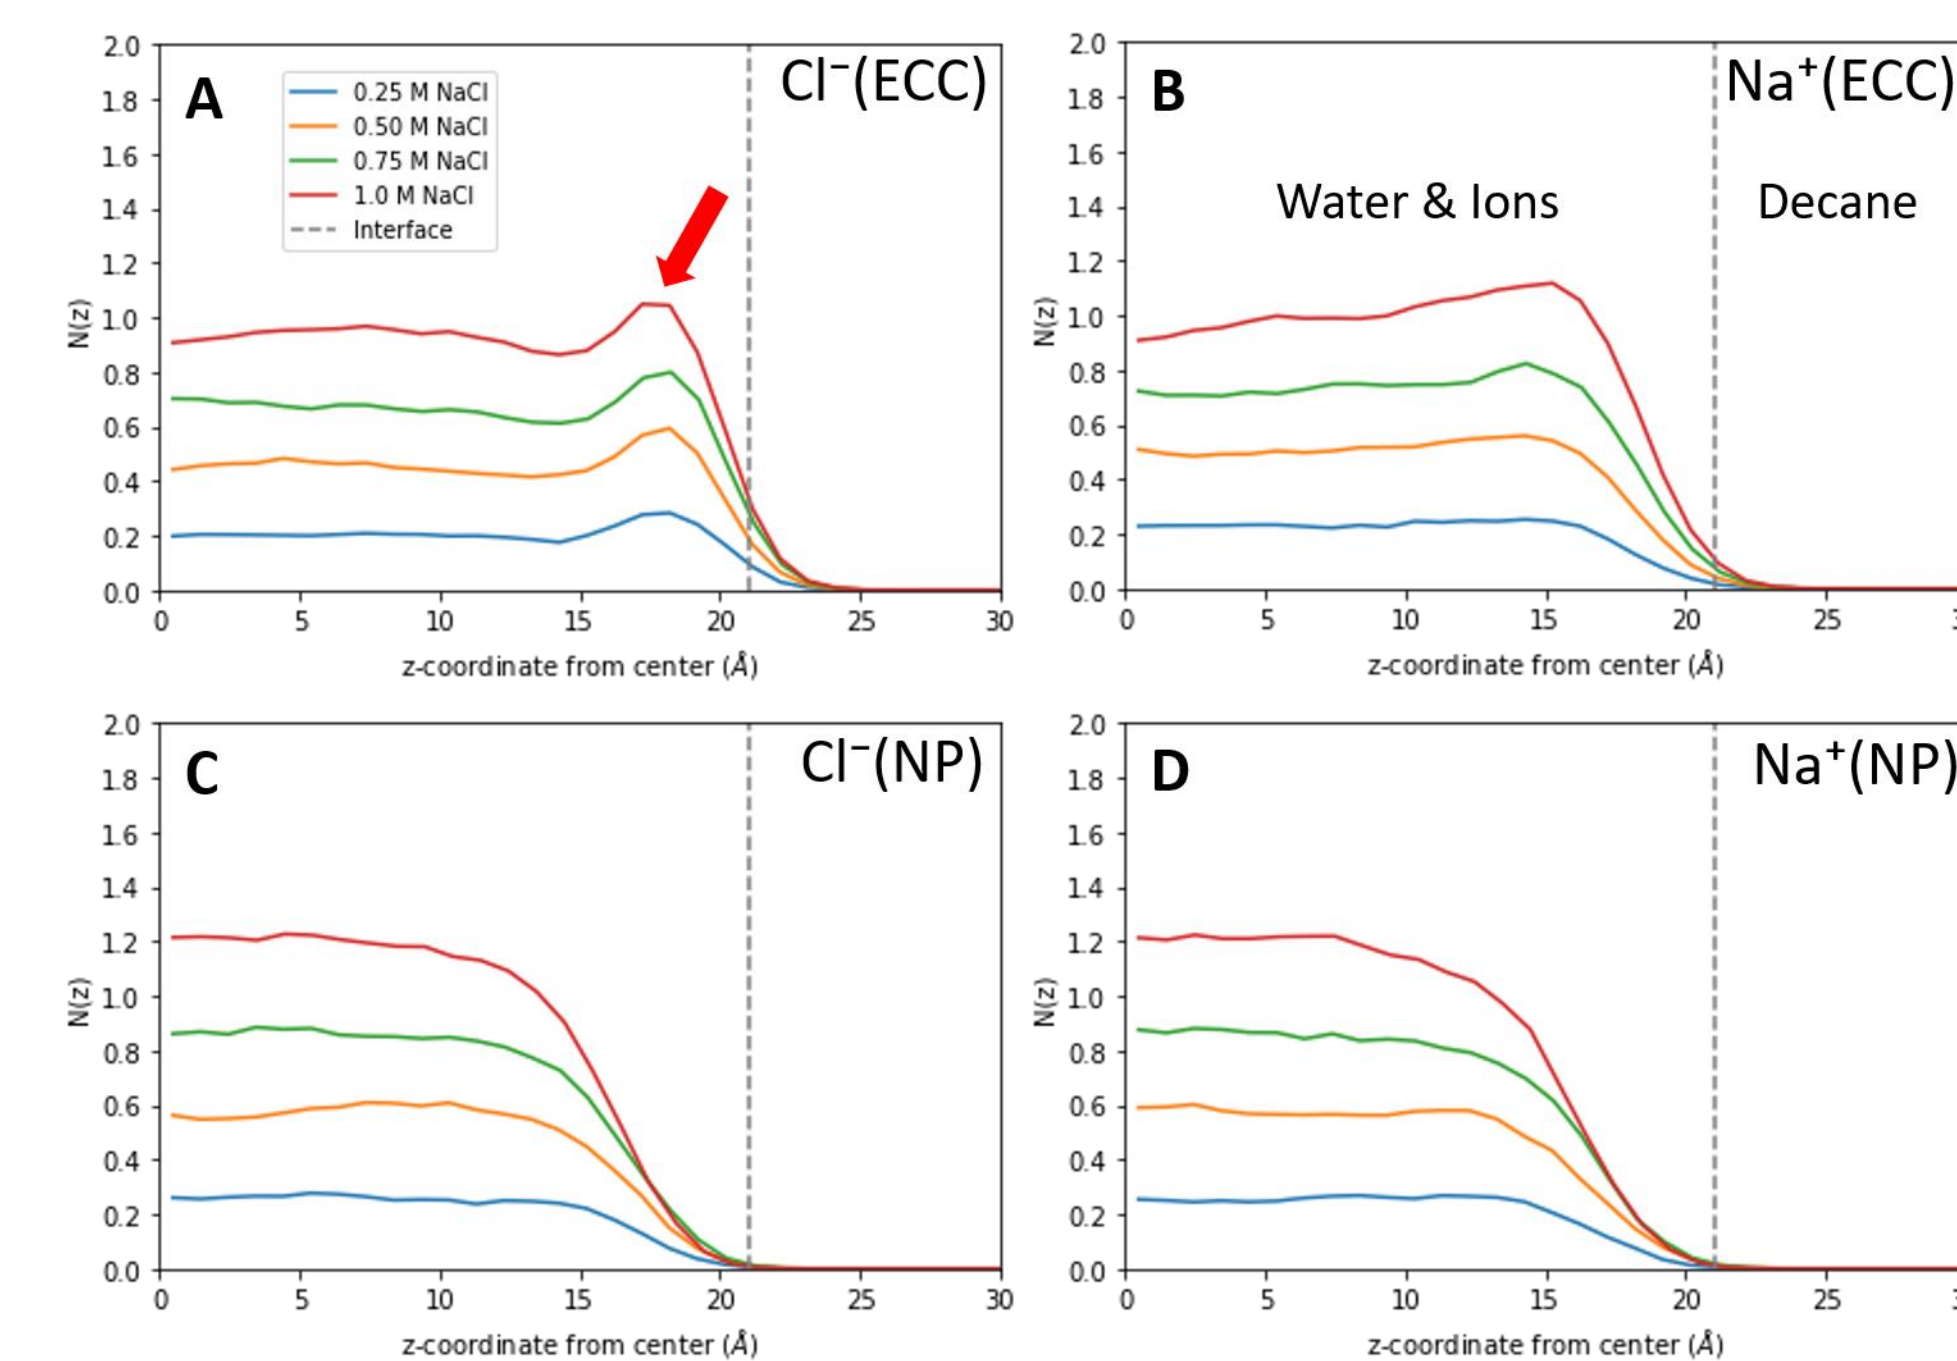 A
Cl⁻(ECC)
0.25 M NaCl
0.50 M NaCl
0.75 M NaCl
1.0 M NaCl
Interface
2.0
1.8
1.6
1.4
1.2
1.0
0.8
0.6
0.4
0.2
0.0
N(z)
0 5 10 15 20 25 30
z-coordinate from center (Å)
B
Na⁺(ECC)
Water & Ions
Decane
2.0
1.8
1.6
1.4
1.2
1.0
0.8
0.6
0.4
0.2
0.0
N(z)
0 5 10 15 20 25
z-coordinate from center (Å)
C
Cl⁻(NP)
2.0
1.8
1.6
1.4
1.2
1.0
0.8
0.6
0.4
0.2
0.0
N(z)
0 5 10 15 20 25 30
z-coordinate from center (Å)
D
Na⁺(NP)
2.0
1.8
1.6
1.4
1.2
1.0
0.8
0.6
0.4
0.2
0.0
N(z)
0 5 10 15 20 25
z-coordinate from center (Å)